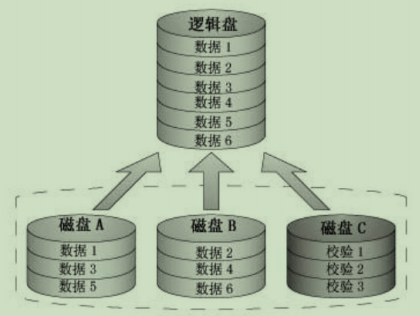 逻辑盘
数据 1
数据 2
数据 3
数据 4
数据 5
数据 6
磁盘 A
数据 1
数据 3
数据 5
磁盘 B
数据 2
数据 4
数据 6
磁盘 C
校验 1
校验 2
校验 3